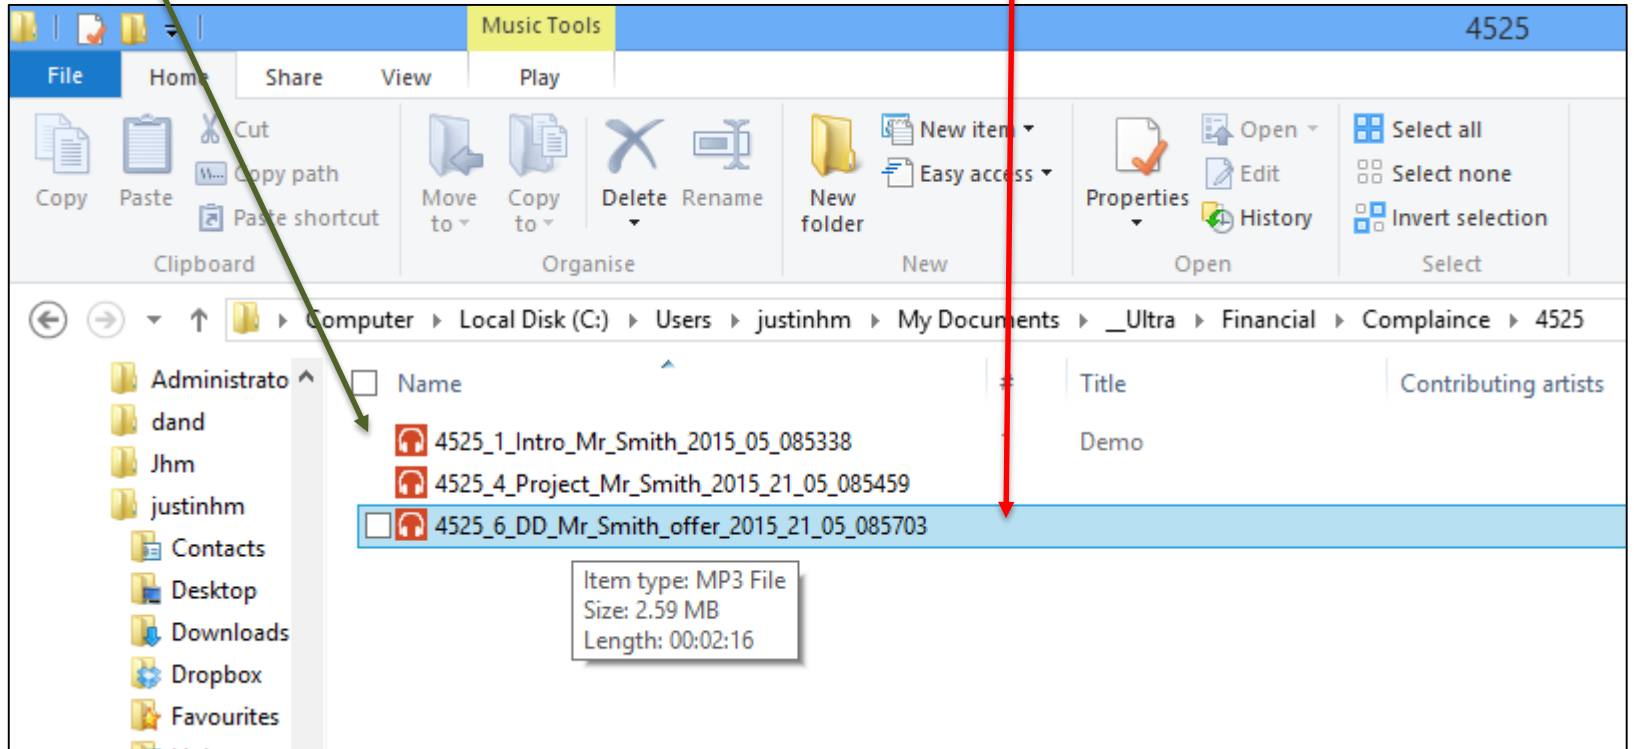 Music Tools
4525
File Home Share View Play
Cut
Copy path
Paste shortcut
Copy
Paste
Clipboard
Move to
Copy to
Delete
Rename
Organise
New folder
New item
Easy access
New
Properties
Open
Edit
History
Open
Select all
Select none
Invert selection
Select
Computer Local Disk (C:) Users justinhm My Documents __Ultra Financial Complaince 4525
Administrato
dand
Jhm
justinhm
Contacts
Desktop
Downloads
Dropbox
Favourites
Name # Title Contributing artists
4525_1_Intro_Mr_Smith_2015_05_085338 Demo
4525_4_Project_Mr_Smith_2015_21_05_085459
4525_6_DD_Mr_Smith_offer_2015_21_05_085703
Item type: MP3 File
Size: 2.59 MB
Length: 00:02:16